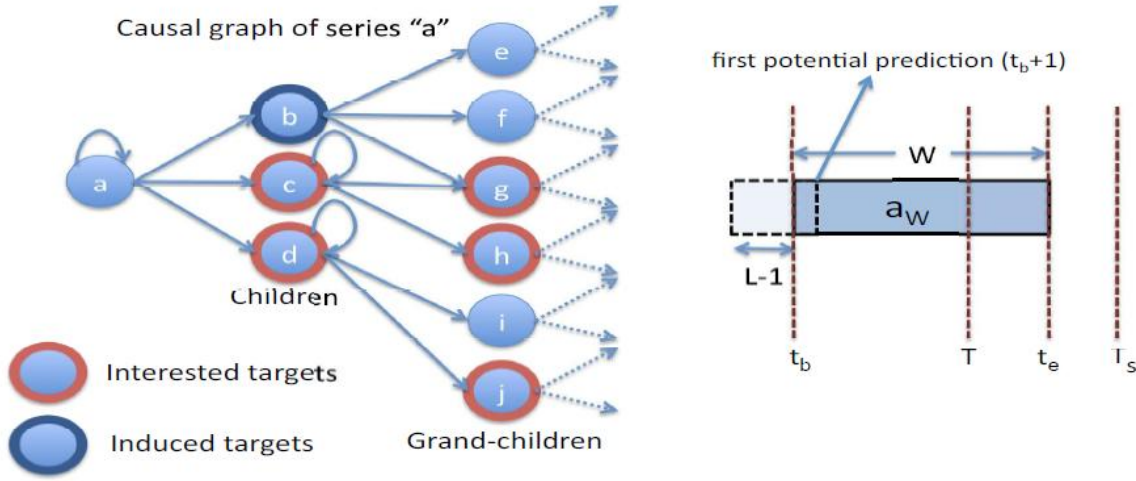 Causal graph of series “a”
a
b
c
d
Children
e
f
g
h
i
j
Grand-children
Interested targets
Induced targets
first potential prediction (t_b+1)
W
a_W
L-1
t_b
T
t_e
T_s